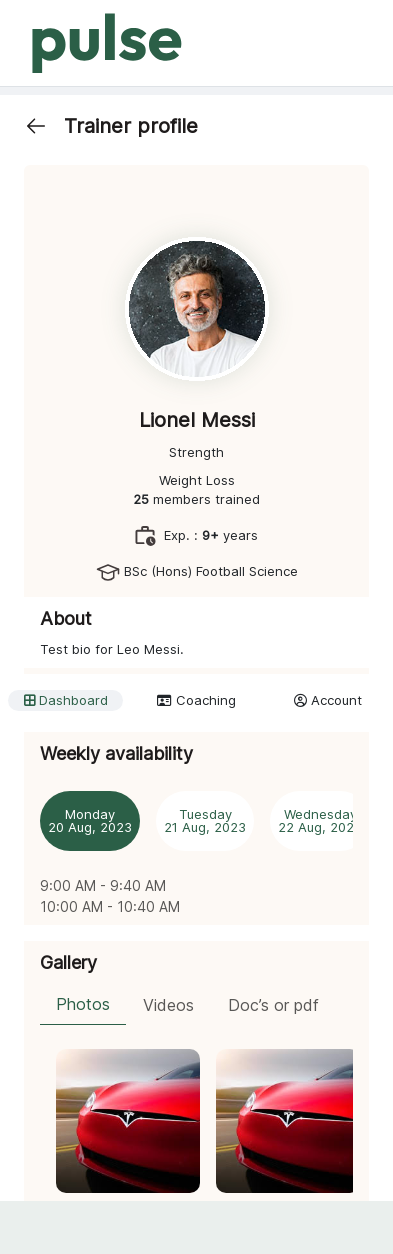 pulse
Trainer profile
Lionel Messi
Strength
Weight Loss
25 members trained
Exp. : 9+ years
BSc (Hons) Football Science
About
Test bio for Leo Messi.
Dashboard
Coaching
Account
Weekly availability
Monday
20 Aug, 2023
Tuesday
21 Aug, 2023
Wednesday
22 Aug, 202
9:00 AM - 9:40 AM
10:00 AM - 10:40 AM
Gallery
Photos
Videos
Doc’s or pdf